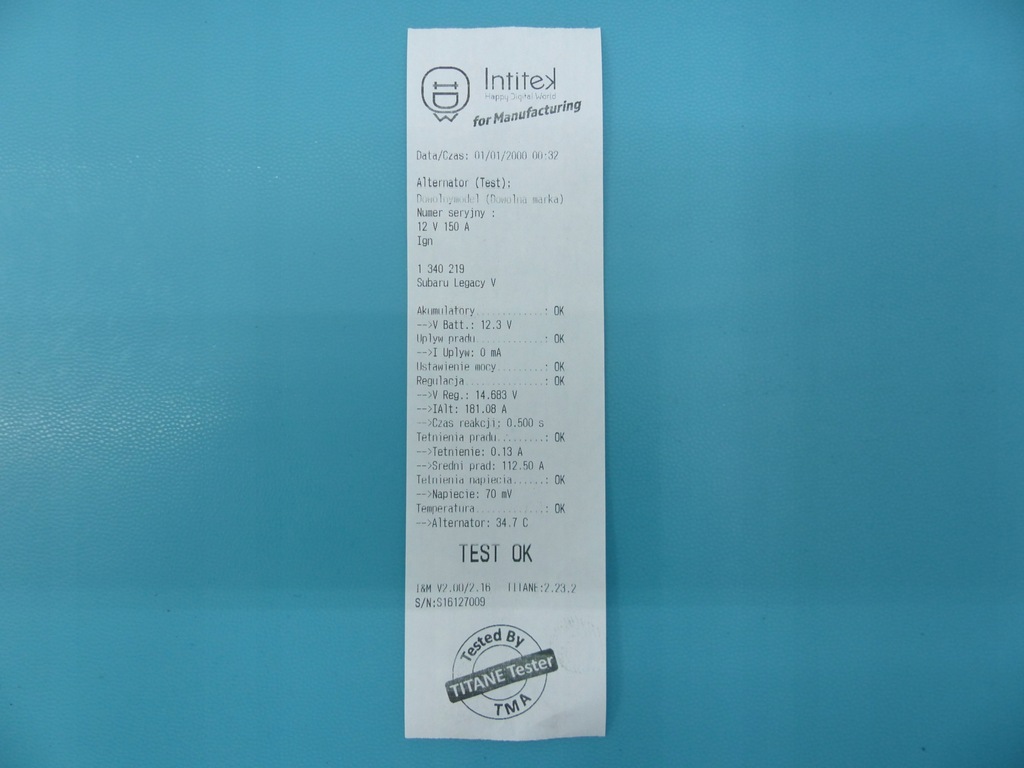 Intitek
Happy Digital World
for Manufacturing
Data/Czas: 01/01/2000 00:32
Alternator (Test):
Dowolnymodel (Dowolna marka)
Numer seryjny :
12 V 150 A
Ign
1 340 219
Subaru Legacy V
Akumulatory...........: OK
-->V Batt.: 12.3 V
Uplyw pradu...........: OK
-->I Uplyw: 0 mA
Ustawienie mocy........: OK
Regulacja.............: OK
-->V Reg.: 14.683 V
-->IAlt: 181.08 A
-->Czas reakcji: 0.500 s
Tetnienia pradu........: OK
-->Tetnienie: 0.13 A
-->Sredni prad: 112.50 A
Tetnienia napiecia......: OK
-->Napiecie: 70 mV
Temperatura...........: OK
-->Alternator: 34.7 C
TEST OK
T&M V2.00/2.16 TITANE:2.23.2
S/N:S16127009
Tested By
TITANE Tester
TMA